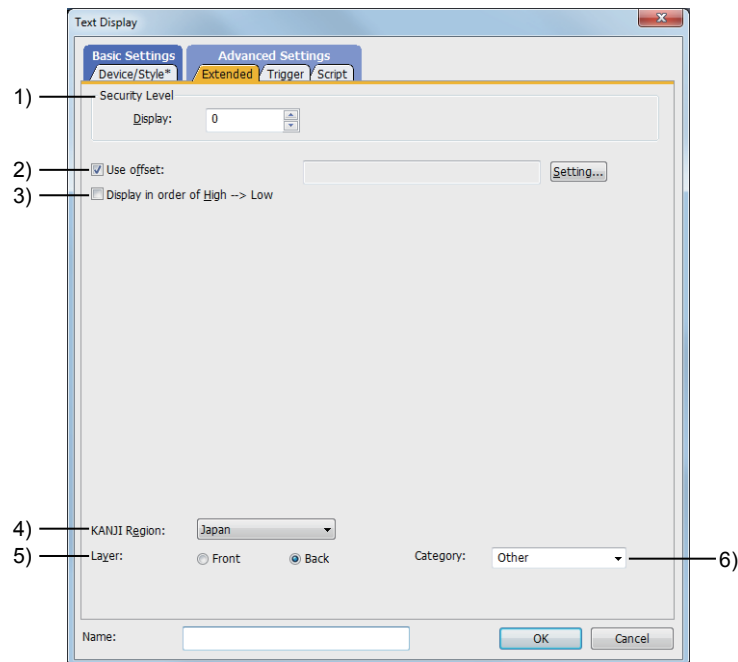 Text Display
Basic Settings Advanced Settings
Device/Style* Extended Trigger Script
1) Security Level
Display: 0
2) Use offset: Setting...
3) Display in order of High --> Low
4) KANJI Region: Japan
5) Layer: Front Back Category: Other 6)
Name: OK Cancel